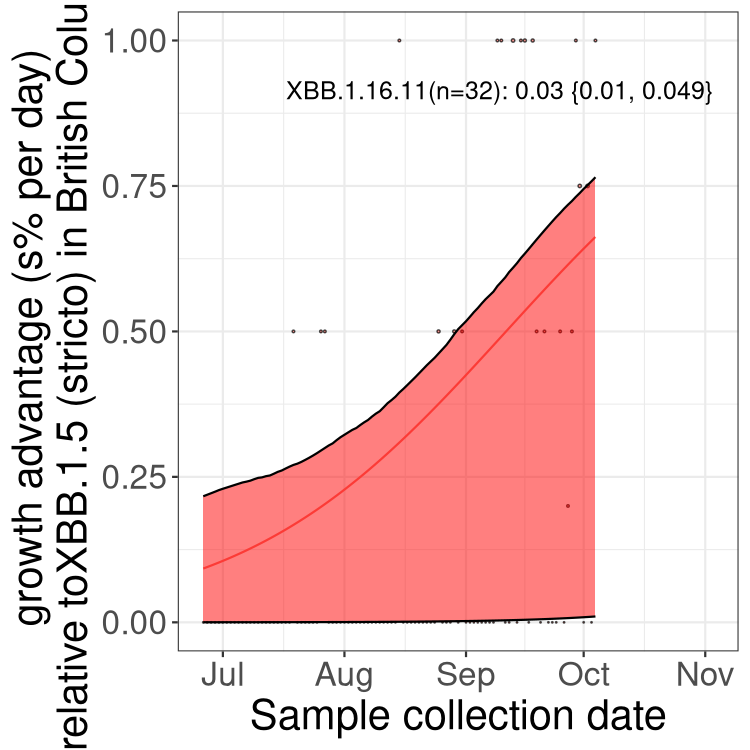 growth advantage (s% per day)
relative toXBB.1.5 (stricto) in British Colu
1.00
0.75
0.50
0.25
0.00
XBB.1.16.11(n=32): 0.03 {0.01, 0.049}
Jul Aug Sep Oct Nov
Sample collection date